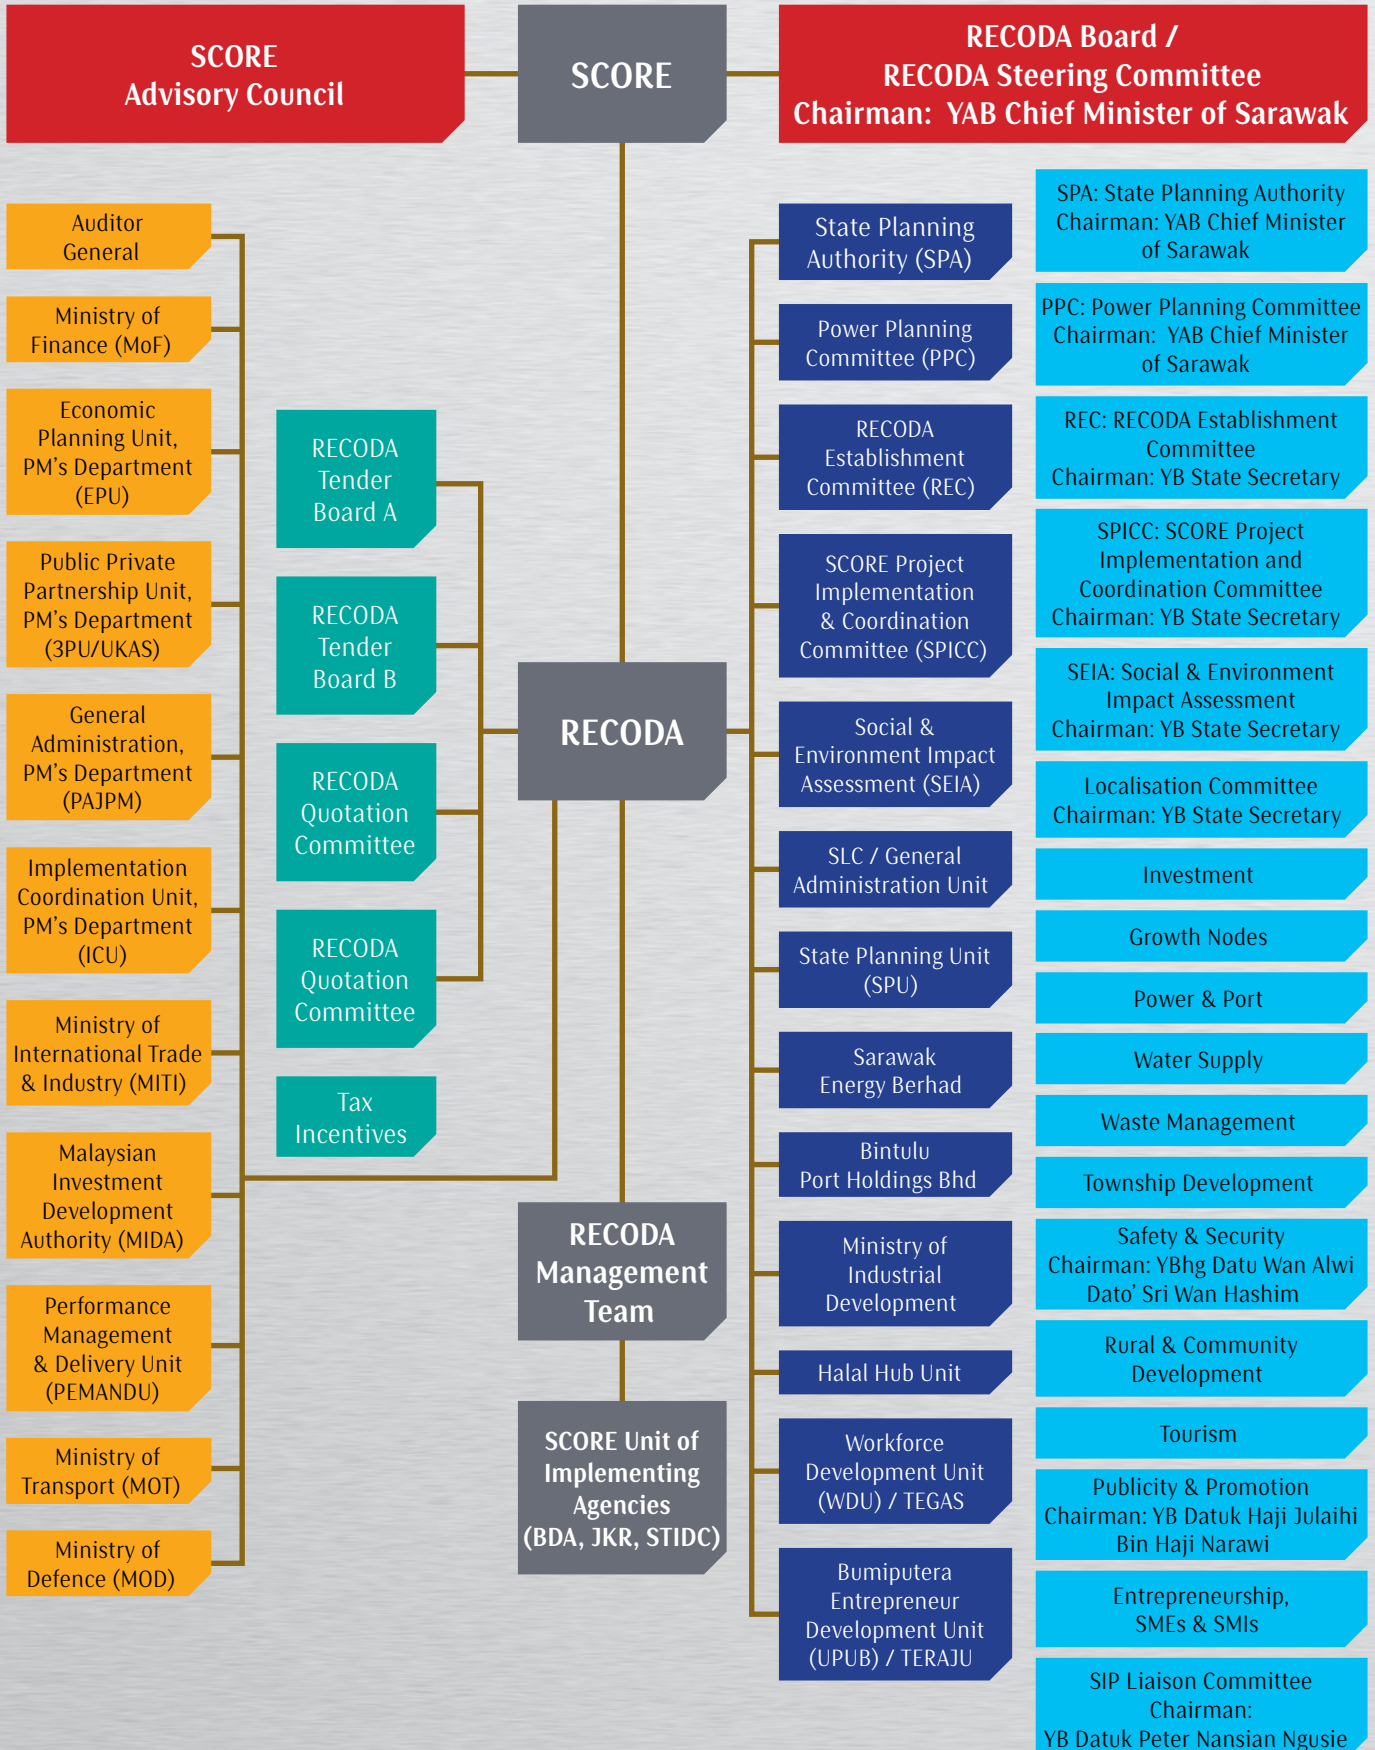 SCORE
Advisory Council
SCORE
RECODA Board /
RECODA Steering Committee
Chairman: YAB Chief Minister of Sarawak
Auditor
General
Ministry of
Finance (MoF)
Economic
Planning Unit,
PM's Department
(EPU)
Public Private
Partnership Unit,
PM's Department
(3PU/UKAS)
General
Administration,
PM's Department
(PAJPM)
Implementation
Coordination Unit,
PM's Department
(ICU)
Ministry of
International Trade
& Industry (MITI)
Malaysian
Investment
Development
Authority (MIDA)
Performance
Management
& Delivery Unit
(PEMANDU)
Ministry of
Transport (MOT)
Ministry of
Defence (MOD)
RECODA
Tender
Board A
RECODA
Tender
Board B
RECODA
Quotation
Committee
RECODA
Quotation
Committee
Tax
Incentives
RECODA
RECODA
Management
Team
SCORE Unit of
Implementing
Agencies
(BDA, JKR, STIDC)
State Planning
Authority (SPA)
Power Planning
Committee (PPC)
RECODA
Establishment
Committee (REC)
SCORE Project
Implementation
& Coordination
Committee (SPICC)
Social &
Environment Impact
Assessment (SEIA)
SLC / General
Administration Unit
State Planning Unit
(SPU)
Sarawak
Energy Berhad
Bintulu
Port Holdings Bhd
Ministry of
Industrial
Development
Halal Hub Unit
Workforce
Development Unit
(WDU) / TEGAS
Bumiputera
Entrepreneur
Development Unit
(UPUB) / TERAJU
SPA: State Planning Authority
Chairman: YAB Chief Minister
of Sarawak
PPC: Power Planning Committee
Chairman: YAB Chief Minister
of Sarawak
REC: RECODA Establishment
Committee
Chairman: YB State Secretary
SPICC: SCORE Project
Implementation and
Coordination Committee
Chairman: YB State Secretary
SEIA: Social & Environment
Impact Assessment
Chairman: YB State Secretary
Localisation Committee
Chairman: YB State Secretary
Investment
Growth Nodes
Power & Port
Water Supply
Waste Management
Township Development
Safety & Security
Chairman: YBhg Datu Wan Alwi
Dato' Sri Wan Hashim
Rural & Community
Development
Tourism
Publicity & Promotion
Chairman: YB Datuk Haji Julaihi
Bin Haji Narawi
Entrepreneurship,
SMEs & SMIs
SIP Liaison Committee
Chairman:
YB Datuk Peter Nansian Ngusie